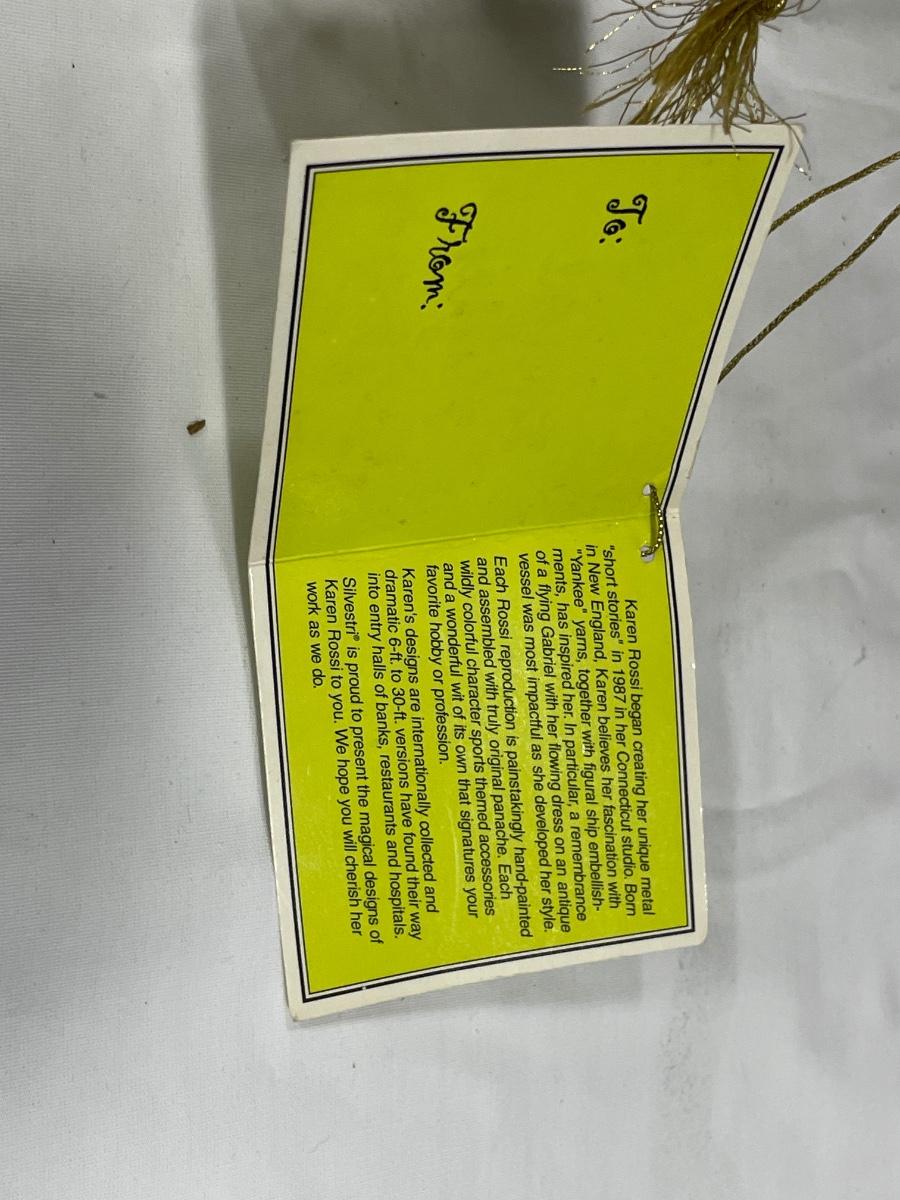 To:
From:
Karen Rossi began creating her unique metal
"short stories" in 1987 in her Connecticut studio. Born
in New England, Karen believes her fascination with
"Yankee" yarns, together with figural ship embellish-
ments, has inspired her. In particular, a remembrance
of a flying Gabriel with her flowing dress on an antique
vessel was most impactful as she developed her style.
Each Rossi reproduction is painstakingly hand-painted
and assembled with truly original panache. Each
wildly colorful character sports themed accessories
and a wonderful wit of its own that signatures your
favorite hobby or profession.
Karen's designs are internationally collected and
dramatic 6-ft. to 30-ft. versions have found their way
into entry halls of banks, restaurants and hospitals.
Silvestri® is proud to present the magical designs of
Karen Rossi to you. We hope you will cherish her
work as we do.